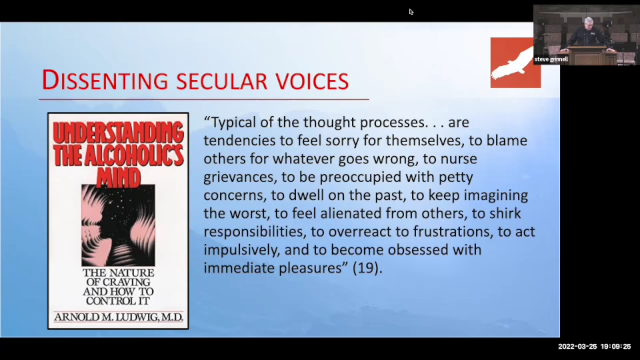 steve grinnell
DISSENTING SECULAR VOICES
UNDERSTANDING
THE ALCOHOLIC'S
MIND
THE NATURE
OF CRAVING
AND HOW TO
CONTROL IT
ARNOLD M. LUDWIG, M.D.
“Typical of the thought processes. . . are
tendencies to feel sorry for themselves, to blame
others for whatever goes wrong, to nurse
grievances, to be preoccupied with petty
concerns, to dwell on the past, to keep imagining
the worst, to feel alienated from others, to shirk
responsibilities, to overreact to frustrations, to act
impulsively, and to become obsessed with
immediate pleasures” (19).
2022-03-25 19:09:26